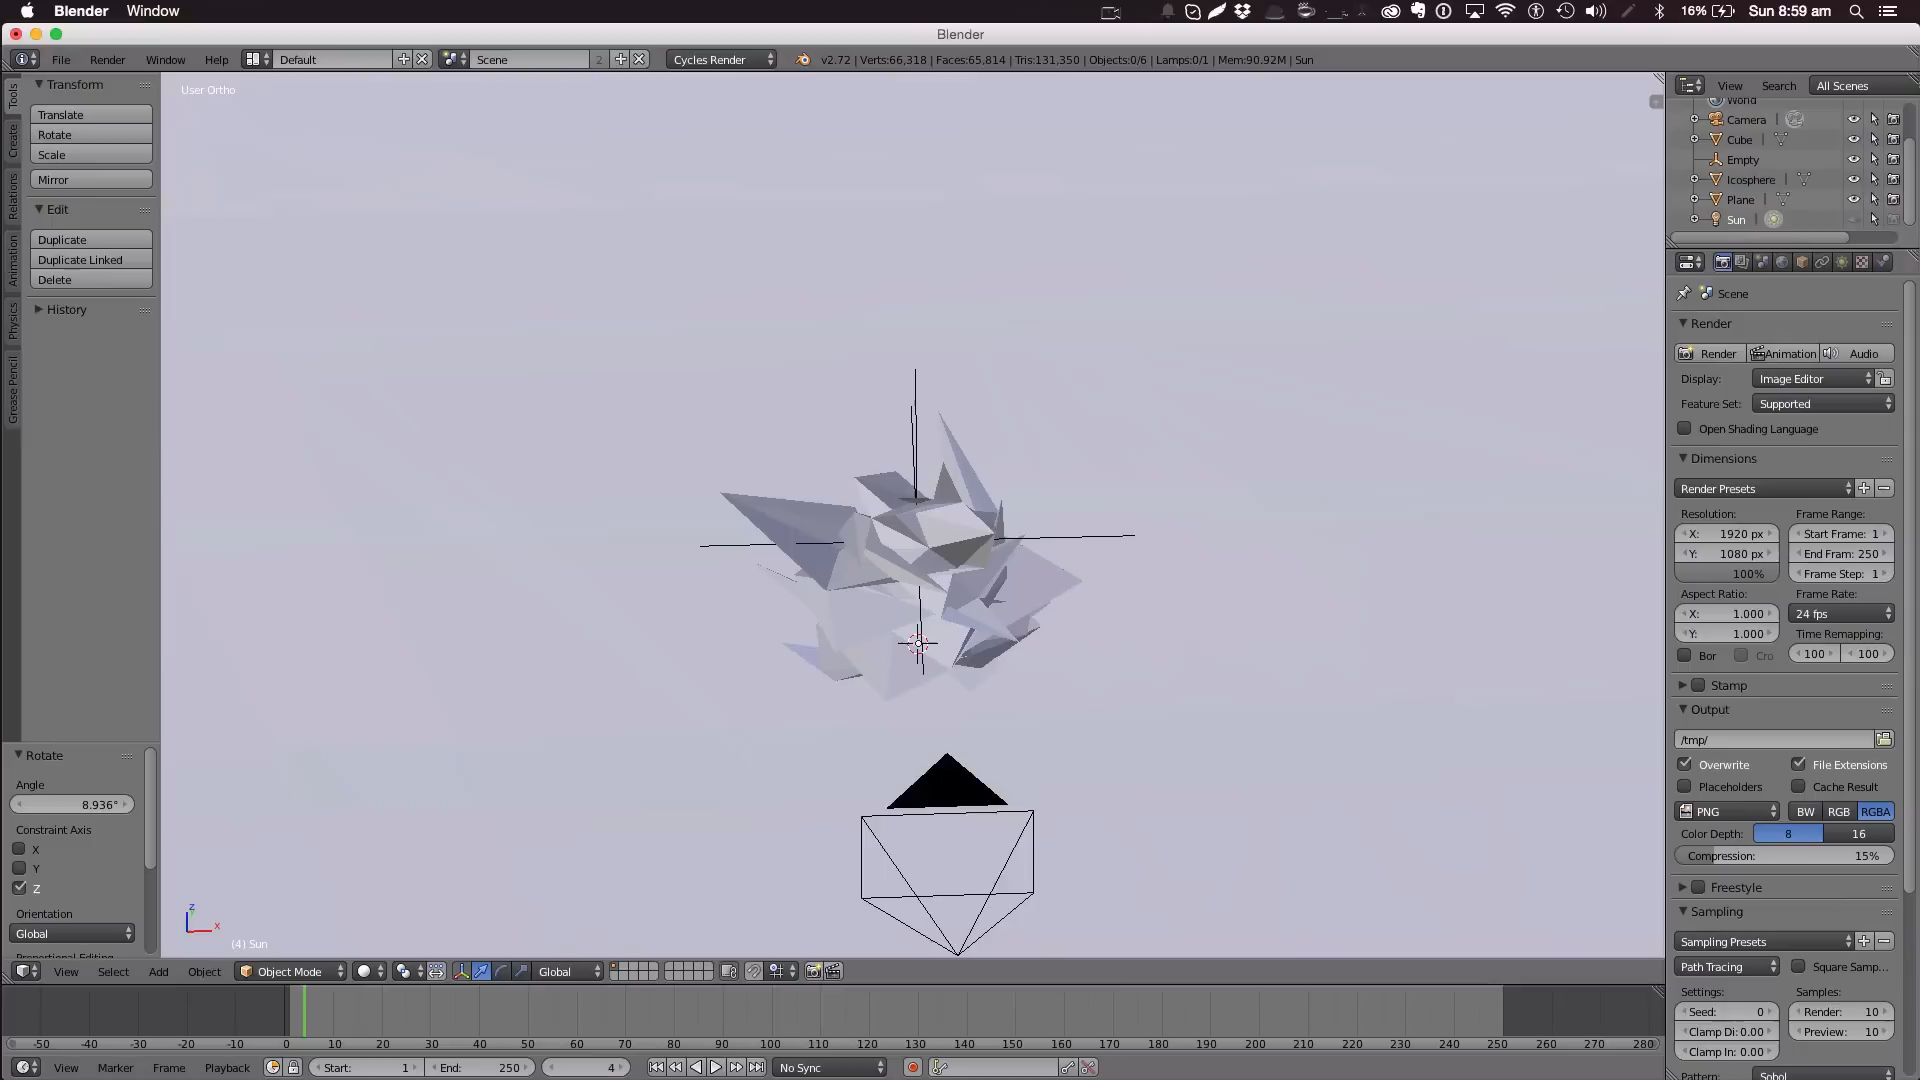 Blender Window 16% Sun 8:59 am
Blender
File Render Window Help Default Scene 2 Cycles Render v2.72 | Verts:66,318 | Faces:65,814 | Tris:131,350 | Objects:0/6 | Lamps:0/1 | Mem:90.92M | Sun
Tools
Create
Relations
Animation
Physics
Grease Pencil
Transform
Translate
Rotate
Scale
Mirror
Edit
Duplicate
Duplicate Linked
Delete
History
Rotate
Angle
8.936°
Constraint Axis
X
Y
Z
Orientation
Global
Proportional Editing
User Ortho
z
x
(4) Sun
View Select Add Object Object Mode Global
-50 -40 -30 -20 -10 0 10 20 30 40 50 60 70 80 90 100 110 120 130 140 150 160 170 180 190 200 210 220 230 240 250 260 270 280
View Marker Frame Playback Start: 1 End: 250 4 No Sync
View Search All Scenes
World
Camera
Cube
Empty
Icosphere
Plane
Sun
Scene
Render
Render Animation Audio
Display: Image Editor
Feature Set: Supported
Open Shading Language
Dimensions
Render Presets
Resolution: Frame Range:
X: 1920 px Start Frame: 1
Y: 1080 px End Fram: 250
100% Frame Step: 1
Aspect Ratio: Frame Rate:
X: 1.000 24 fps
Y: 1.000 Time Remapping:
Bor Cro 100 100
Stamp
Output
/tmp/
Overwrite File Extensions
Placeholders Cache Result
PNG BW RGB RGBA
Color Depth: 8 16
Compression: 15%
Freestyle
Sampling
Sampling Presets
Path Tracing Square Samp...
Settings: Samples:
Seed: 0 Render: 10
Clamp Di: 0.00 Preview: 10
Clamp In: 0.00
Pattern: Sobol